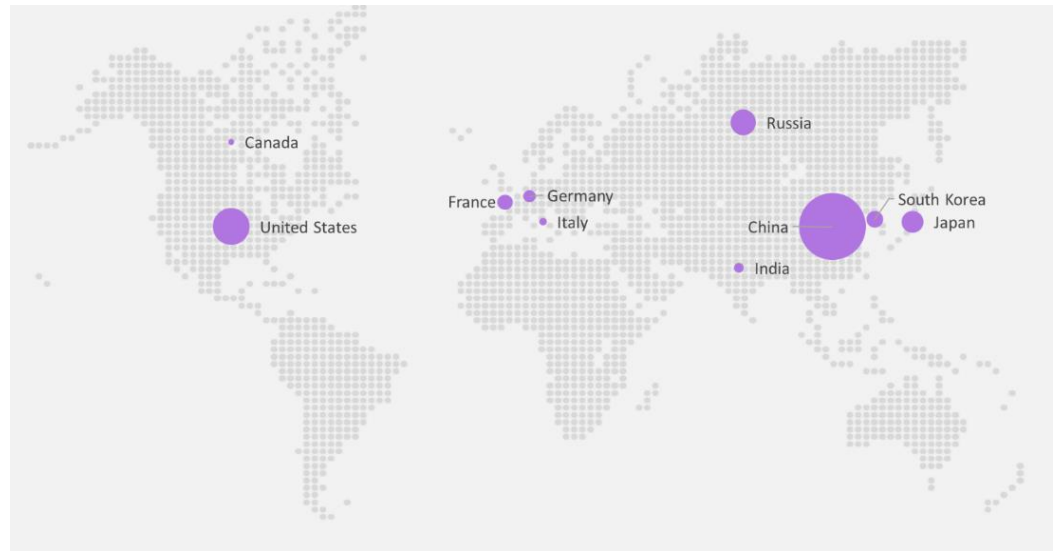 Canada
United States
France
Germany
Italy
Russia
China
South Korea
Japan
India